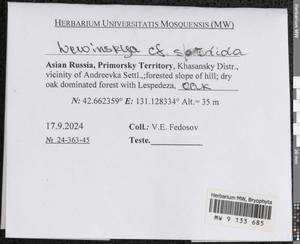 HERBARIUM UNIVERSITATIS MOSQUENSIS (MW)
Lewinskya cf sordida
Asian Russia, Primorsky Territory, Khasansky Distr.,
vicinity of Andreevka Settl.,;forested slope of hill; dry
oak dominated forest with Lespedeza, oak
N: 42.662359° E: 131.128334° Alt.= 35 m
17.9.2024 Coll.: V.E. Fedosov
№ 24-363-45 Teste.
Herbarium MW, Bryophyta
MW 9 133 685